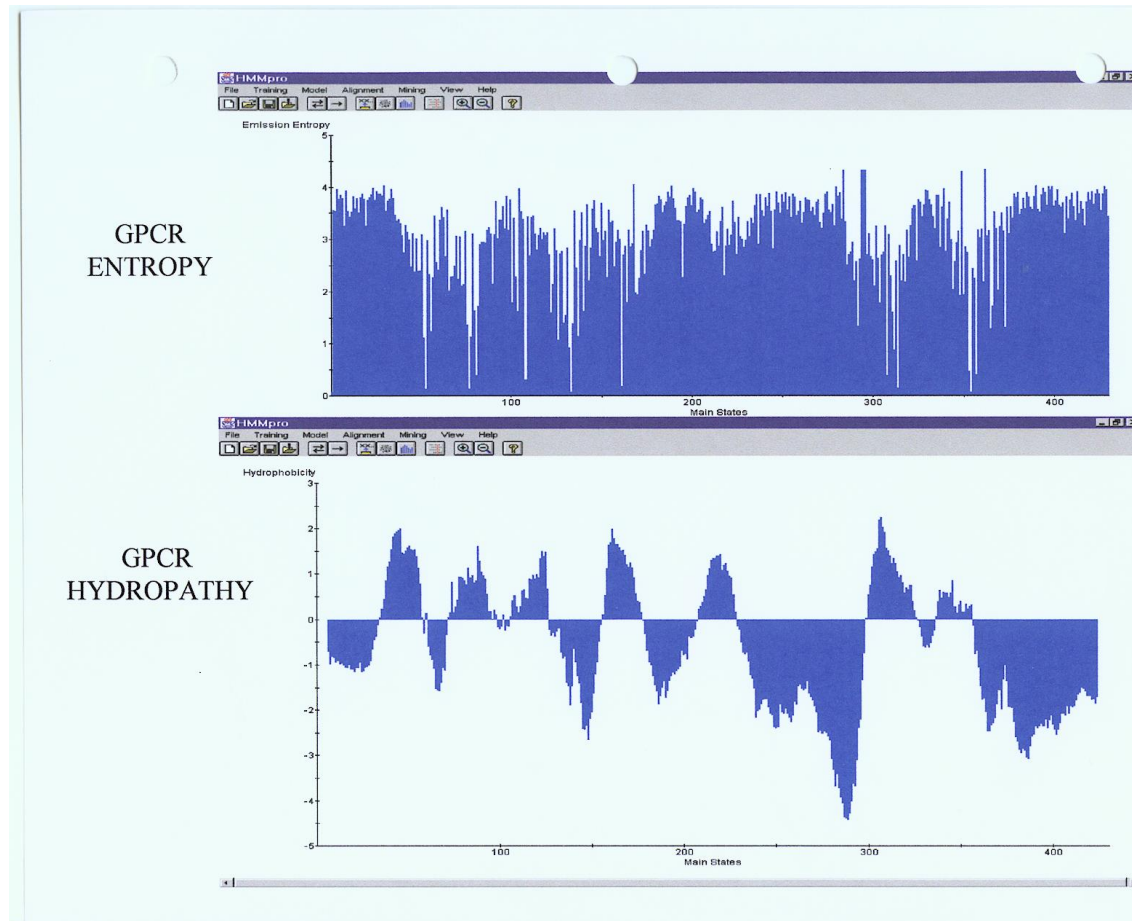 HMMpro
File Training Model Alignment Mining View Help
Emission Entropy
5
4
3
2
1
0
100 200 300 400
Main States
GPCR
ENTROPY
HMMpro
File Training Model Alignment Mining View Help
Hydrophobicity
3
2
1
0
-1
-2
-3
-4
-5
100 200 300 400
Main States
GPCR
HYDROPATHY